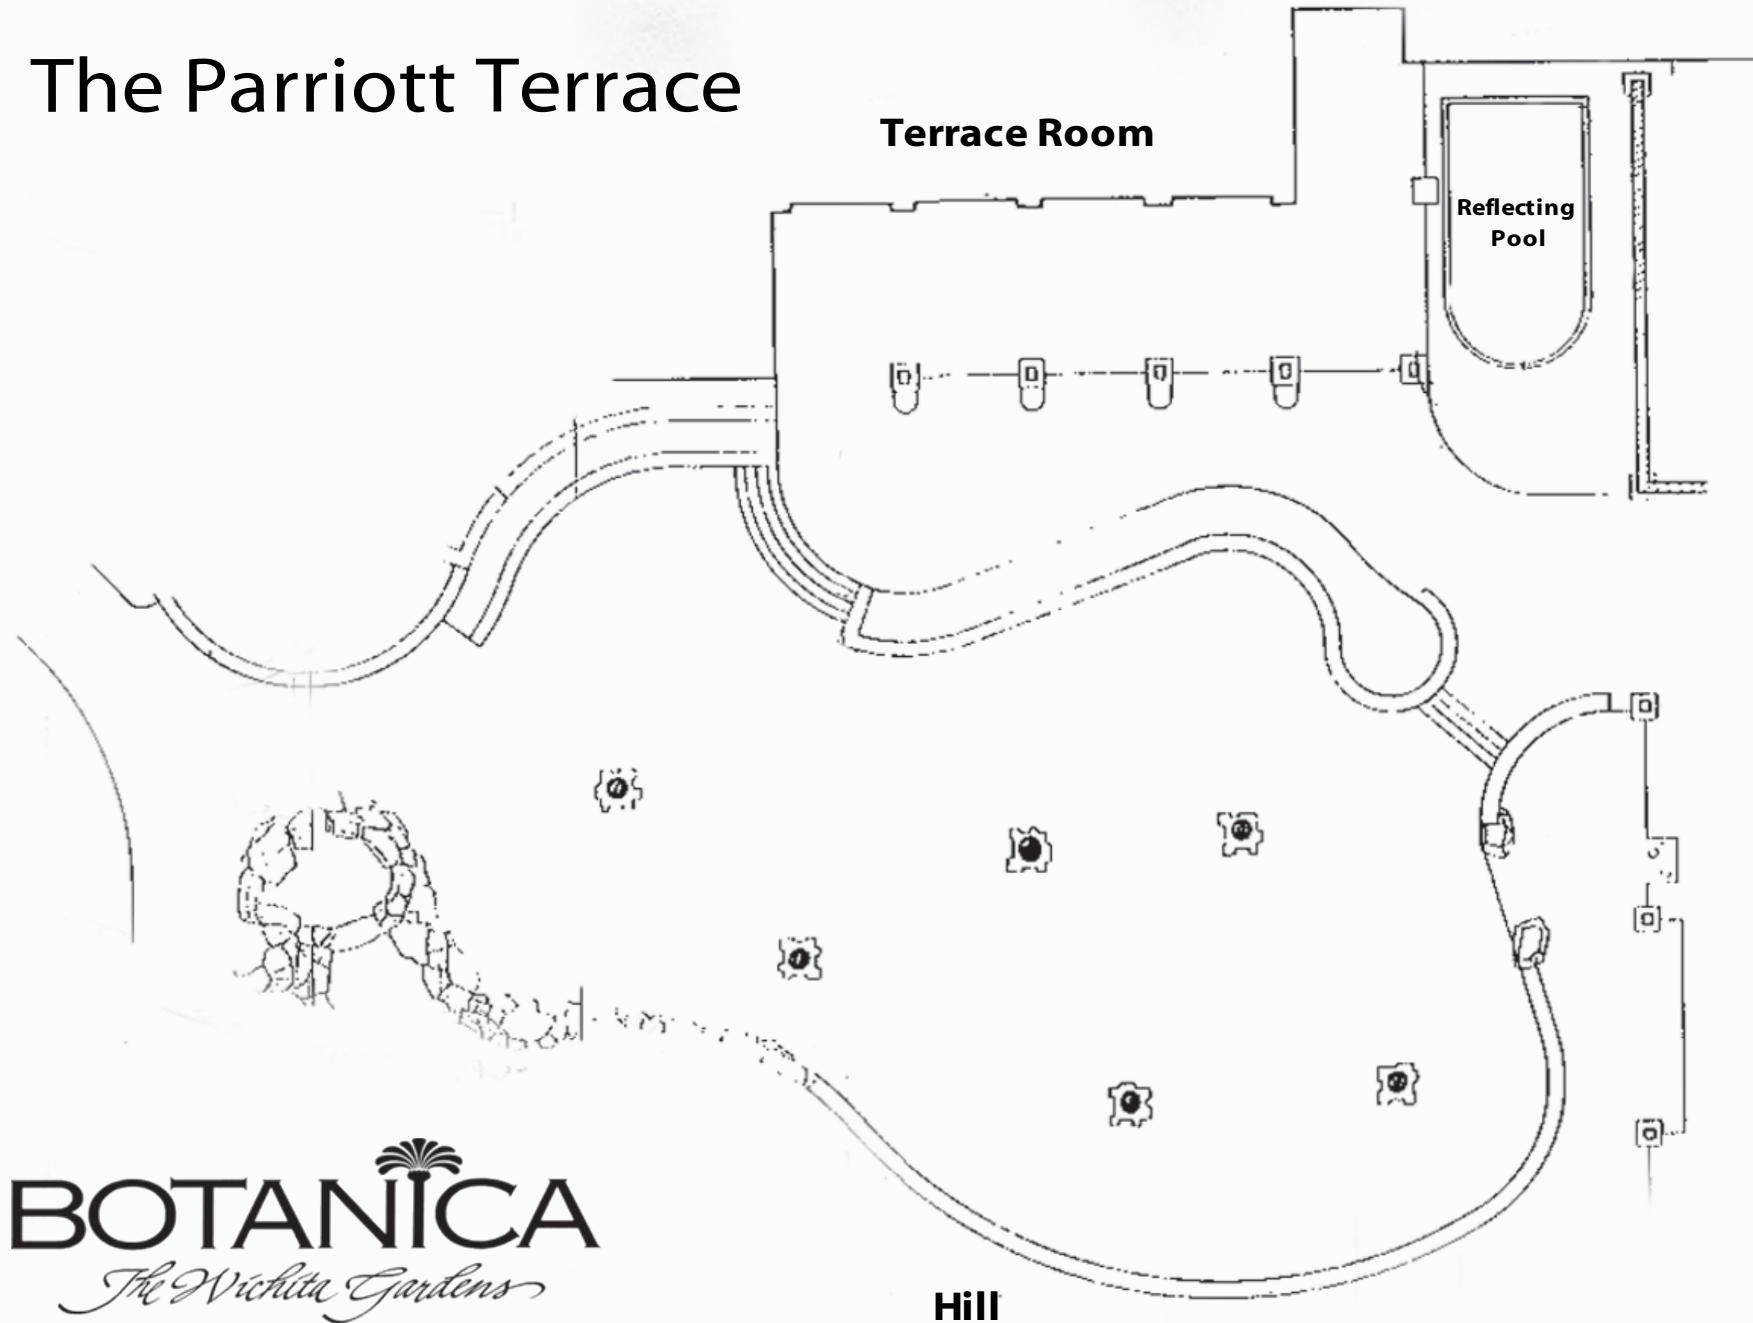 The Parriott Terrace
Terrace Room
Reflecting
Pool
BOTANICA
The Wichita Gardens
Hill